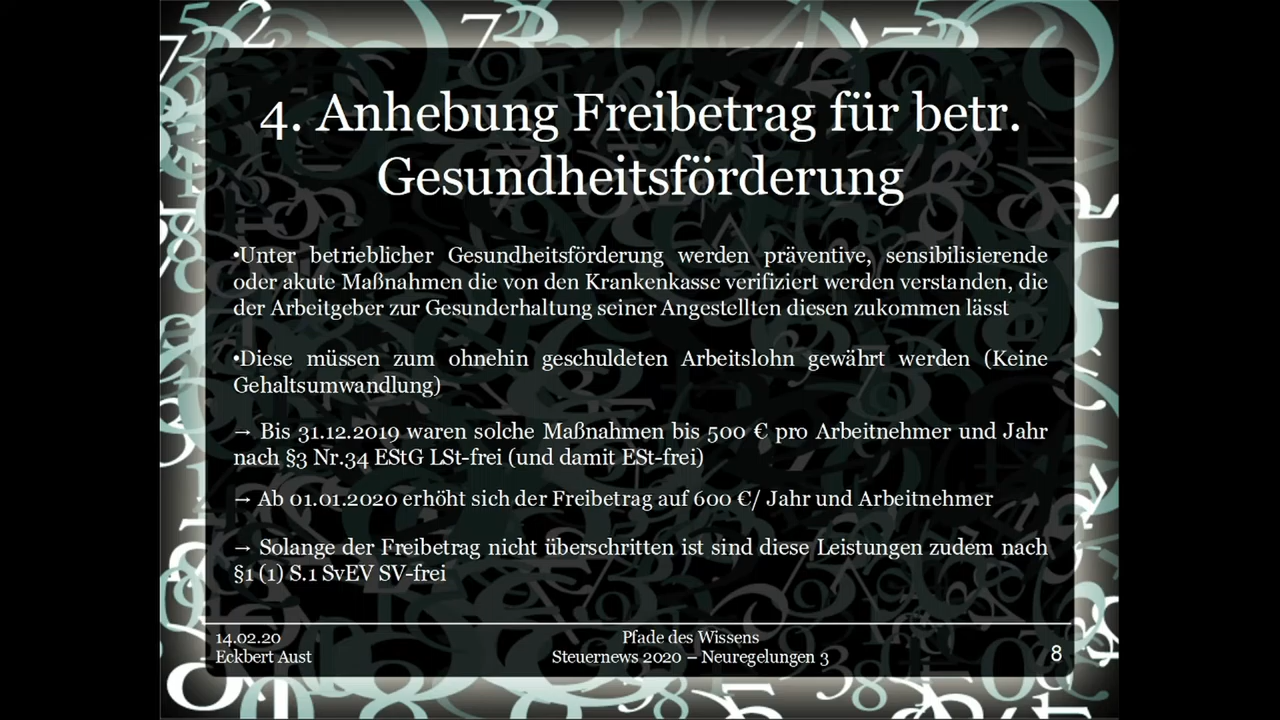 4. Anhebung Freibetrag für betr.
Gesundheitsförderung
•Unter betrieblicher Gesundheitsförderung werden präventive, sensibilisierende
oder akute Maßnahmen die von den Krankenkasse verifiziert werden verstanden, die
der Arbeitgeber zur Gesunderhaltung seiner Angestellten diesen zukommen lässt
•Diese müssen zum ohnehin geschuldeten Arbeitslohn gewährt werden (Keine
Gehaltsumwandlung)
→ Bis 31.12.2019 waren solche Maßnahmen bis 500 € pro Arbeitnehmer und Jahr
nach §3 Nr.34 EStG LSt-frei (und damit ESt-frei)
→ Ab 01.01.2020 erhöht sich der Freibetrag auf 600 €/ Jahr und Arbeitnehmer
→ Solange der Freibetrag nicht überschritten ist sind diese Leistungen zudem nach
§1 (1) S.1 SvEV SV-frei
14.02.20
Eckbert Aust
Pfade des Wissens
Steuernews 2020 – Neuregelungen 3
8